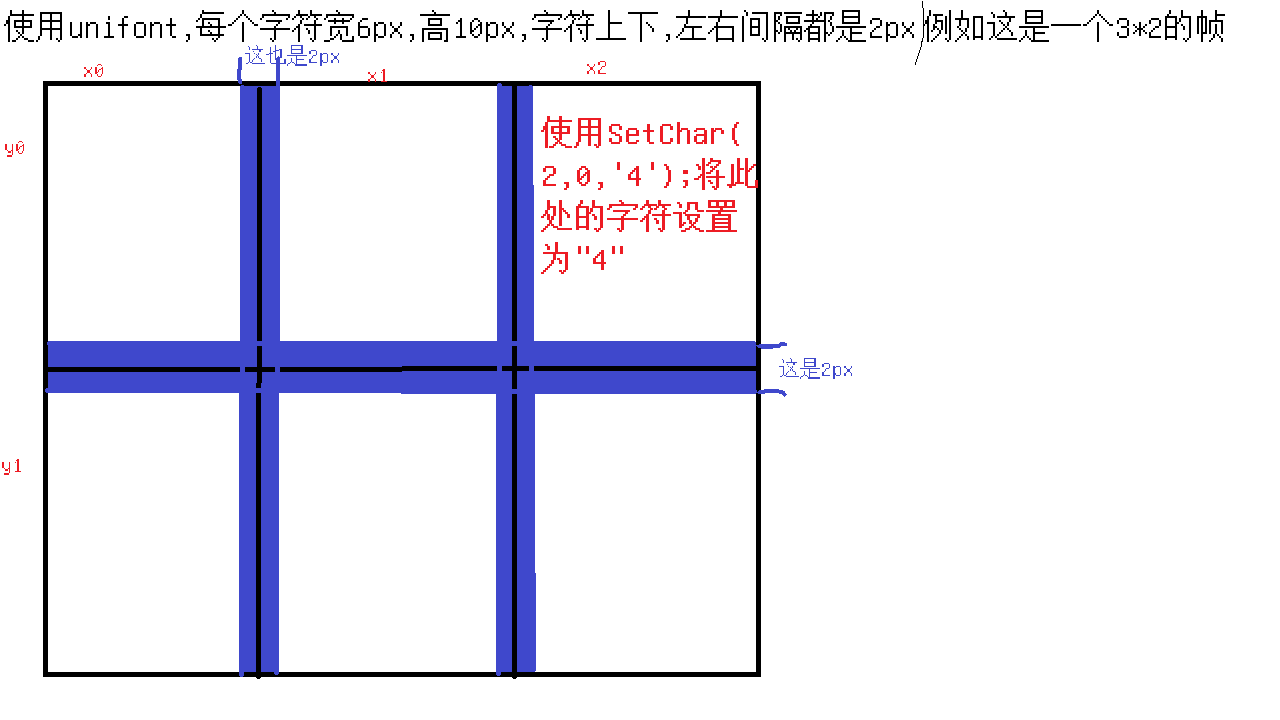 使用unifont,每个字符宽6px,高10px,字符上下,左右间隔都是2px 例如这是一个3*2的帧
这也是2px
x0
x1
x2
y0
使用SetChar(
2,0,'4');将此
处的字符设置
为"4"
这是2px
y1